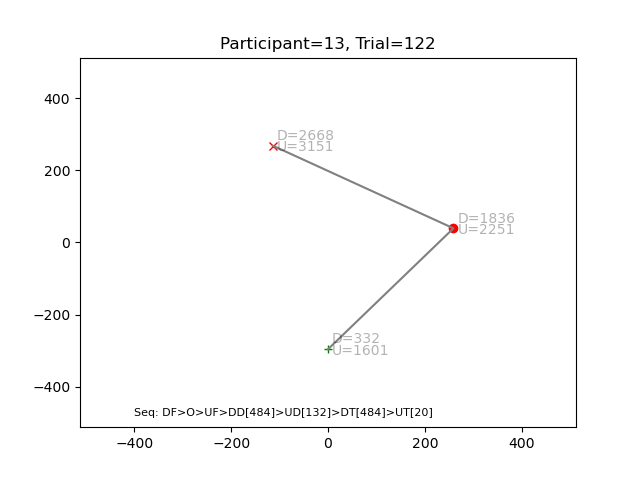 Participant=13, Trial=122
400
200
0
−200
−400
D=2668
U=3151
D=1836
U=2251
D=332
U=1601
Seq: DF>O>UF>DD[484]>UD[132]>DT[484]>UT[20]
−400
−200
0
200
400